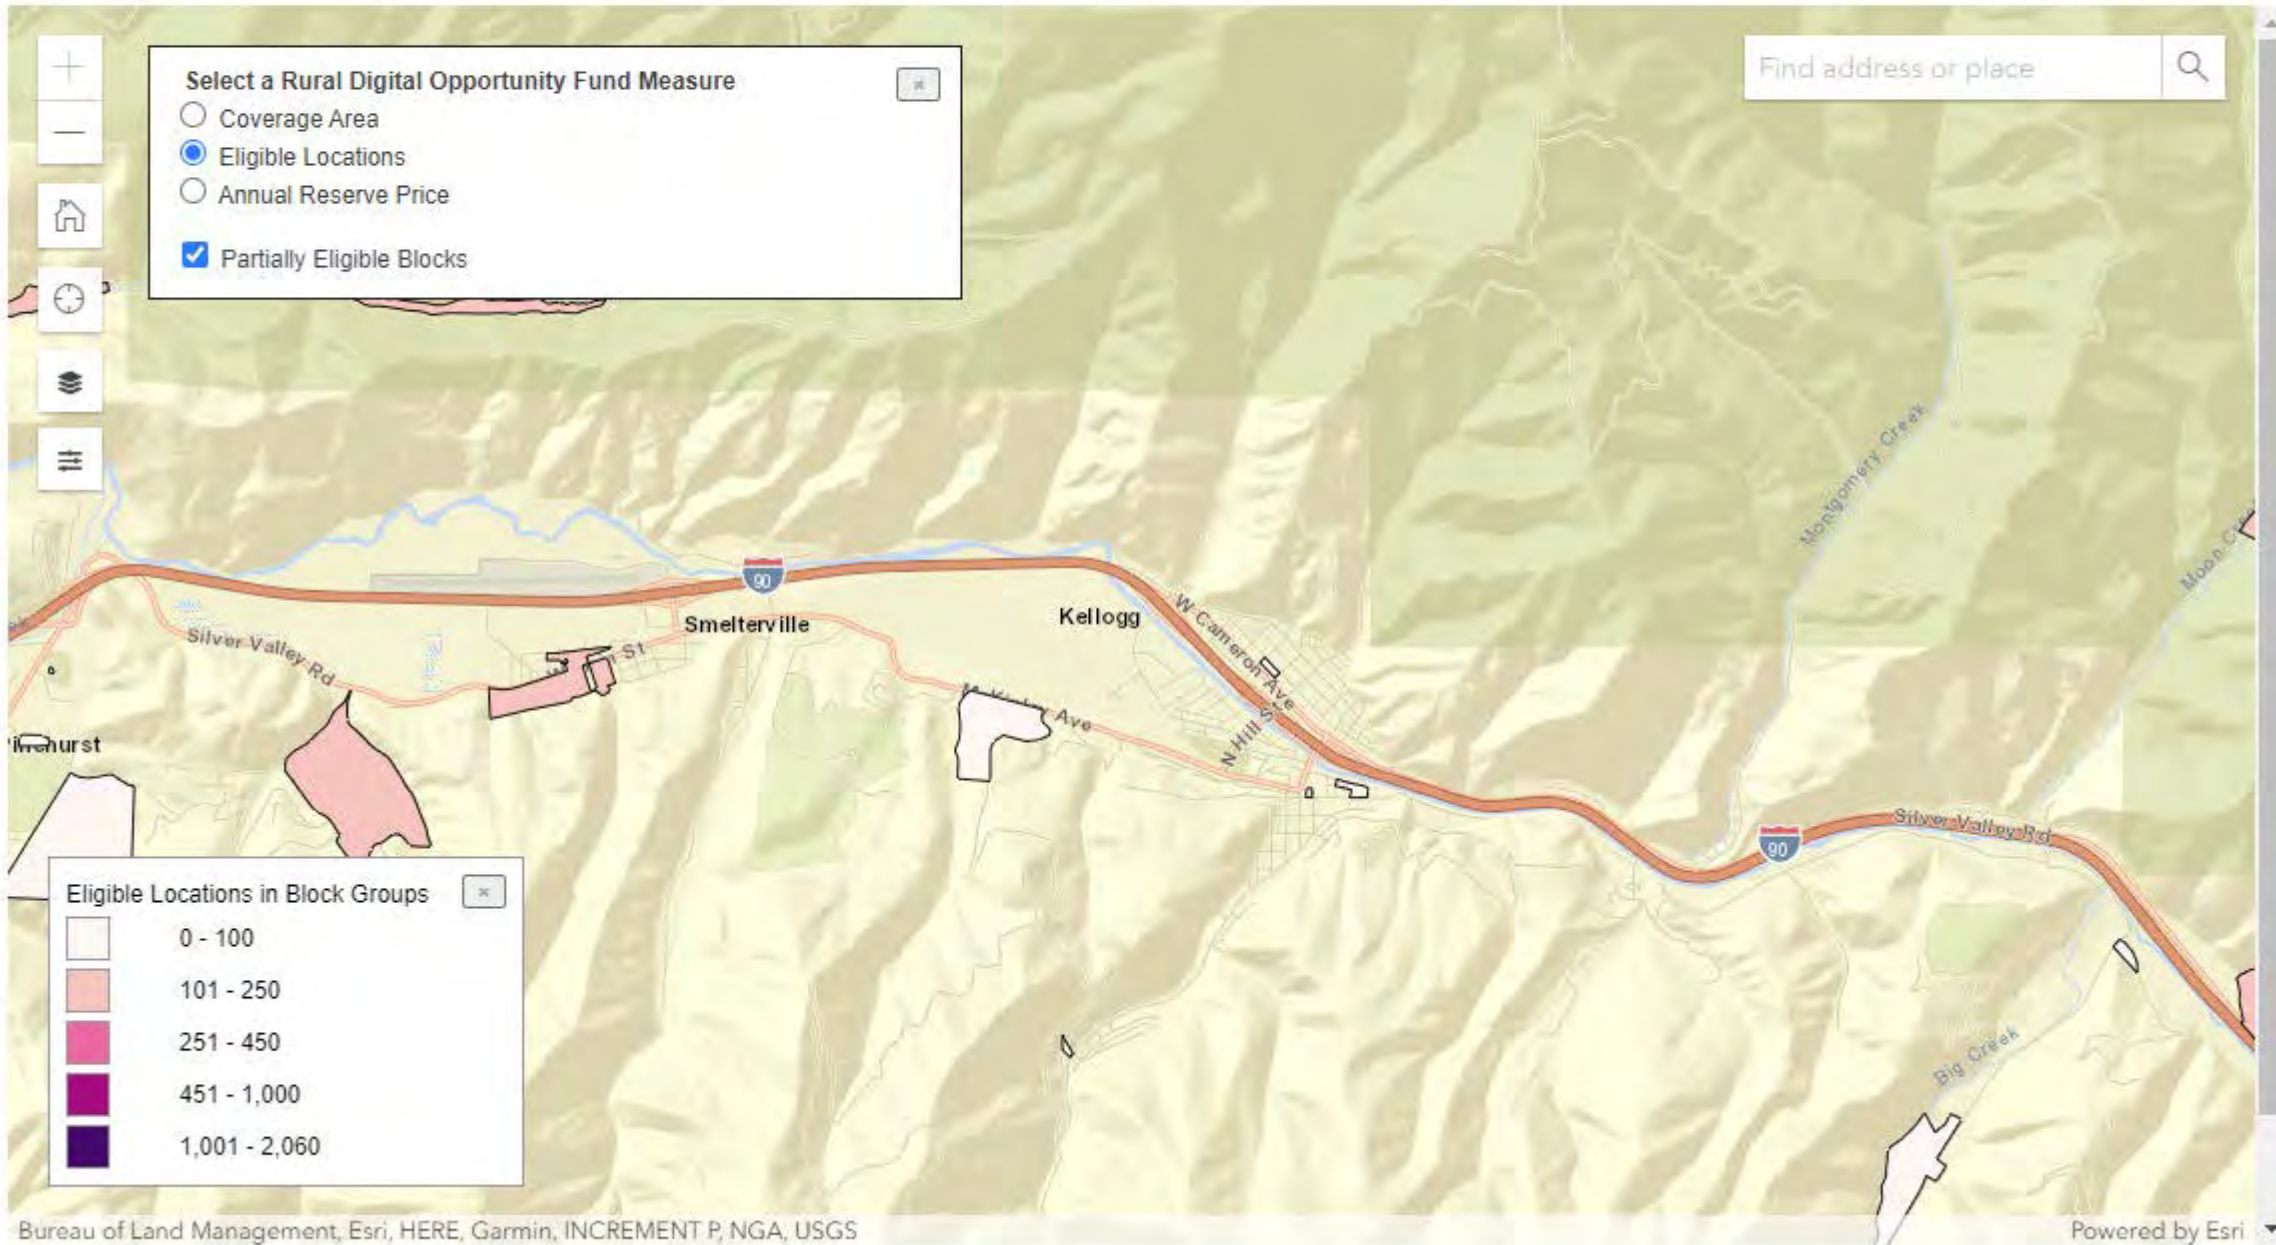 Select a Rural Digital Opportunity Fund Measure
Coverage Area
Eligible Locations
Annual Reserve Price
Partially Eligible Blocks
Find address or place
Montgomery Creek
90
Smelterville
Kellogg
W Cameron Ave
Silver Valley Rd
St
Ave
N Hill St
90
Silver Valley Rd
Big Creek
Eligible Locations in Block Groups
0 - 100
101 - 250
251 - 450
451 - 1,000
1,001 - 2,060
Bureau of Land Management, Esri, HERE, Garmin, INCREMENT P, NGA, USGS
Powered by Esri